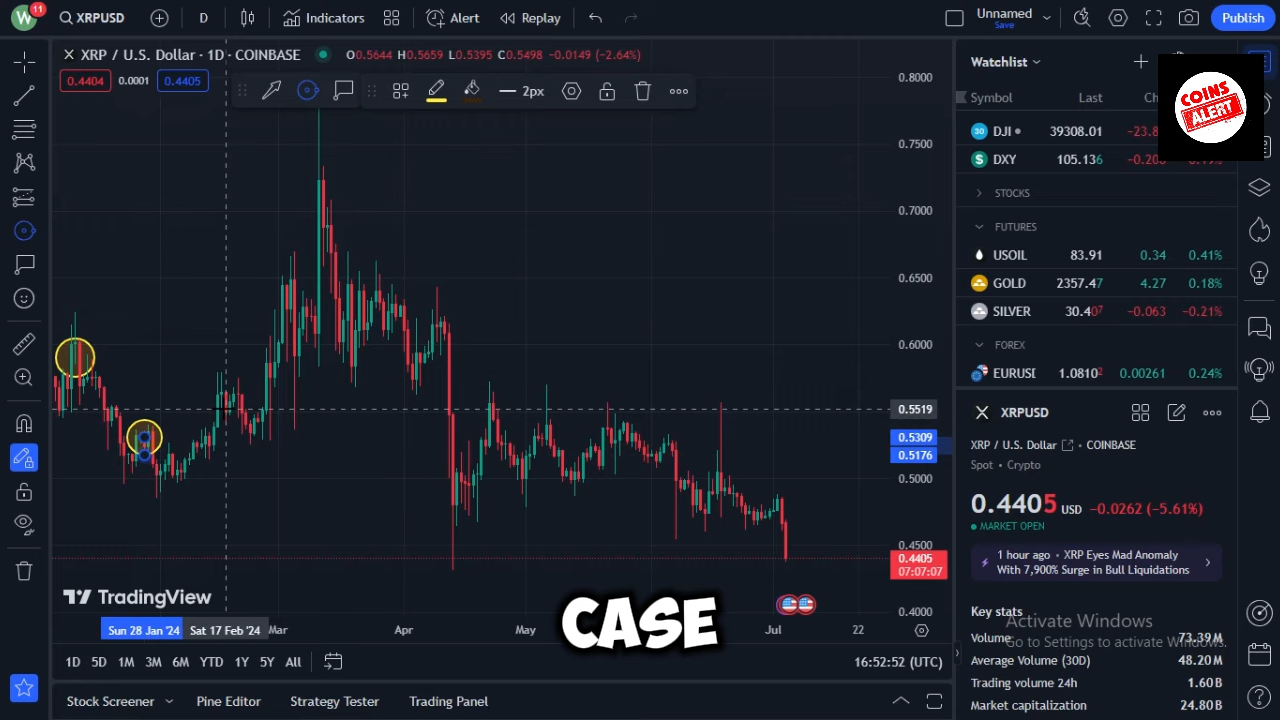 W 11 XRPUSD D Indicators Alert Replay Unnamed Save Publish
XRP / U.S. Dollar · 1D · COINBASE O0.5644 H0.5659 L0.5395 C0.5498 -0.0149 (-2.64%)
0.4404 0.0001 0.4405
2px
0.8000
0.7500
0.7000
0.6500
0.6000
0.5519
0.5309
0.5176
0.5000
0.4500
0.4405
07:07:07
0.4000
TradingView
CASE
Sun 28 Jan '24 Sat 17 Feb '24 Mar Apr May Jul 22
1D 5D 1M 3M 6M YTD 1Y 5Y All 16:52:52 (UTC)
Stock Screener Pine Editor Strategy Tester Trading Panel
Watchlist
COINS
ALERT
Symbol Last Ch
30 DJI 39308.01 -23.8
$ DXY 105.136
STOCKS
FUTURES
USOIL 83.91 0.34 0.41%
GOLD 2357.47 4.27 0.18%
SILVER 30.407 -0.063 -0.21%
FOREX
EURUSI 1.08102 0.00261 0.24%
XRPUSD
XRP / U.S. Dollar · COINBASE
Spot · Crypto
0.4405 USD -0.0262 (-5.61%)
MARKET OPEN
1 hour ago · XRP Eyes Mad Anomaly
With 7,900% Surge in Bull Liquidations
Key stats
Activate Windows
Go to Settings to activate Windows.
Volume 73.39M
Average Volume (30D) 48.20M
Trading volume 24h 1.60B
Market capitalization 24.80B